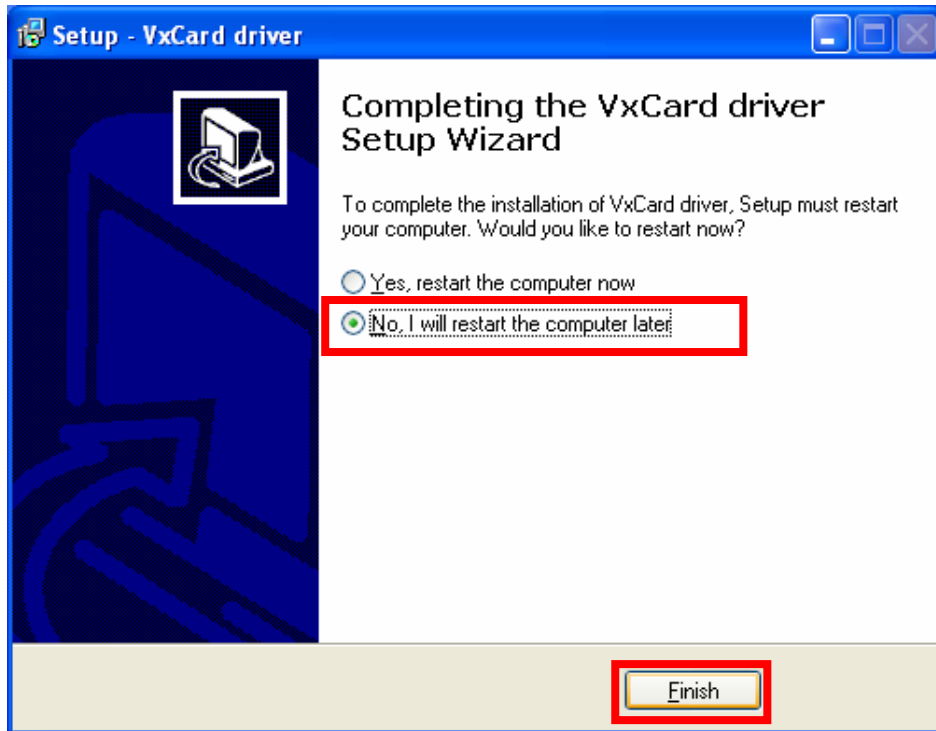 Setup - VxCard driver
Completing the VxCard driver
Setup Wizard
To complete the installation of VxCard driver, Setup must restart
your computer. Would you like to restart now?
Yes, restart the computer now
No, I will restart the computer later
Finish